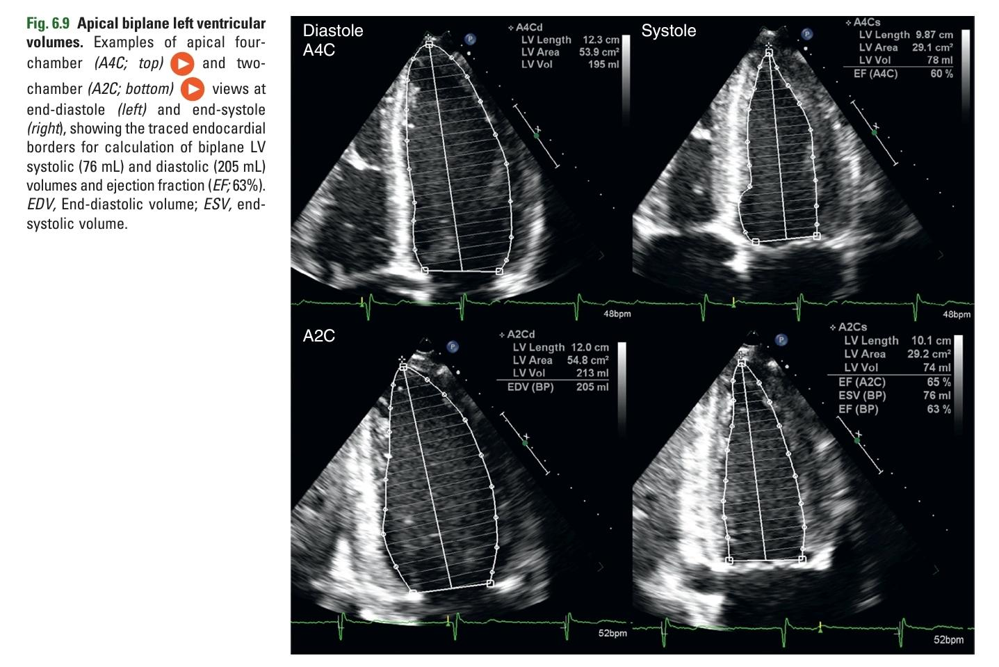 Fig. 6.9 Apical biplane left ventricular
volumes. Examples of apical four-
chamber (A4C; top) and two-
chamber (A2C; bottom) views at
end-diastole (left) and end-systole
(right), showing the traced endocardial
borders for calculation of biplane LV
systolic (76 mL) and diastolic (205 mL)
volumes and ejection fraction (EF; 63%).
EDV, End-diastolic volume; ESV, end-
systolic volume.
Diastole
A4C
P
A4Cd
LV Length 12.3 cm
LV Area 53.9 cm²
LV Vol 195 ml
48bpm
Systole
P
A4Cs
LV Length 9.87 cm
LV Area 29.1 cm²
LV Vol 78 ml
EF (A4C) 60 %
48bpm
A2C
P
A2Cd
LV Length 12.0 cm
LV Area 54.8 cm²
LV Vol 213 ml
EDV (BP) 205 ml
52bpm
P
A2Cs
LV Length 10.1 cm
LV Area 29.2 cm²
LV Vol 74 ml
EF (A2C) 65 %
ESV (BP) 76 ml
EF (BP) 63 %
52bpm